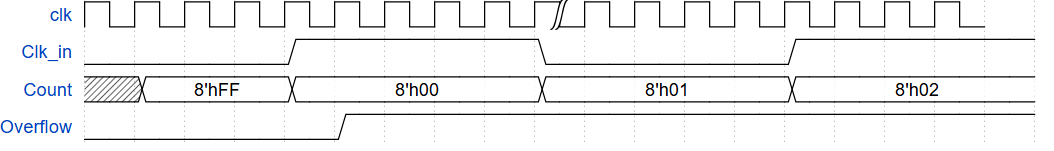 clk
Clk_in
Count 8'hFF 8'h00 8'h01 8'h02
Overflow